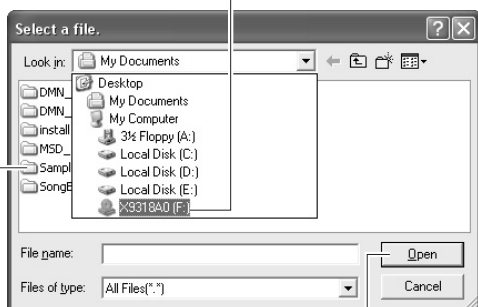 Select a file.
Look in: My Documents
Desktop
My Documents
My Computer
3½ Floppy (A:)
Local Disk (C:)
Local Disk (D:)
Local Disk (E:)
X9318A0 (F:)
DMN_
DMN_
install
MSD_
Sampl
SongE
File name:
Open
Files of type: All Files(*.*)
Cancel